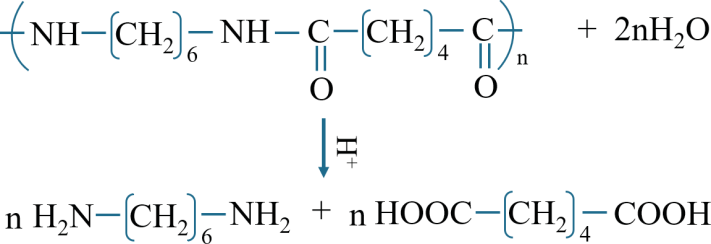 (NH–[CH₂]₆–NH–C–[CH₂]₄–C)n + 2nH₂O
O O
H⁺
n H₂N–[CH₂]₆–NH₂ + n HOOC–[CH₂]₄–COOH